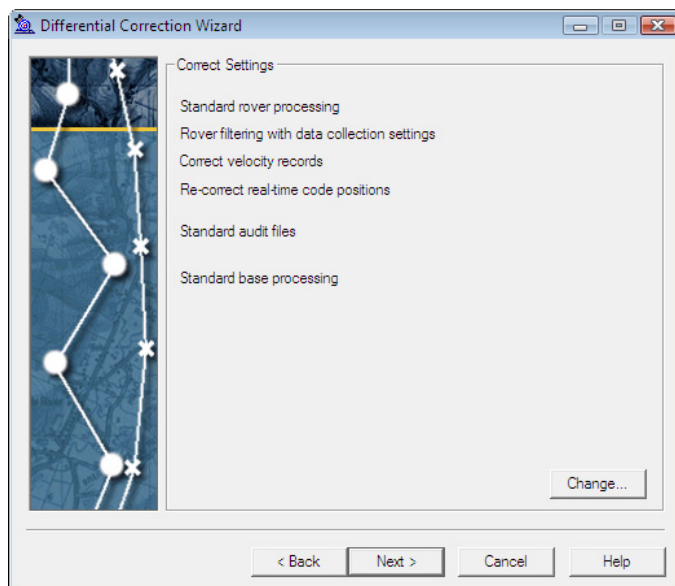 Differential Correction Wizard
Correct Settings
Standard rover processing
Rover filtering with data collection settings
Correct velocity records
Re-correct real-time code positions
Standard audit files
Standard base processing
Change...
< Back
Next >
Cancel
Help